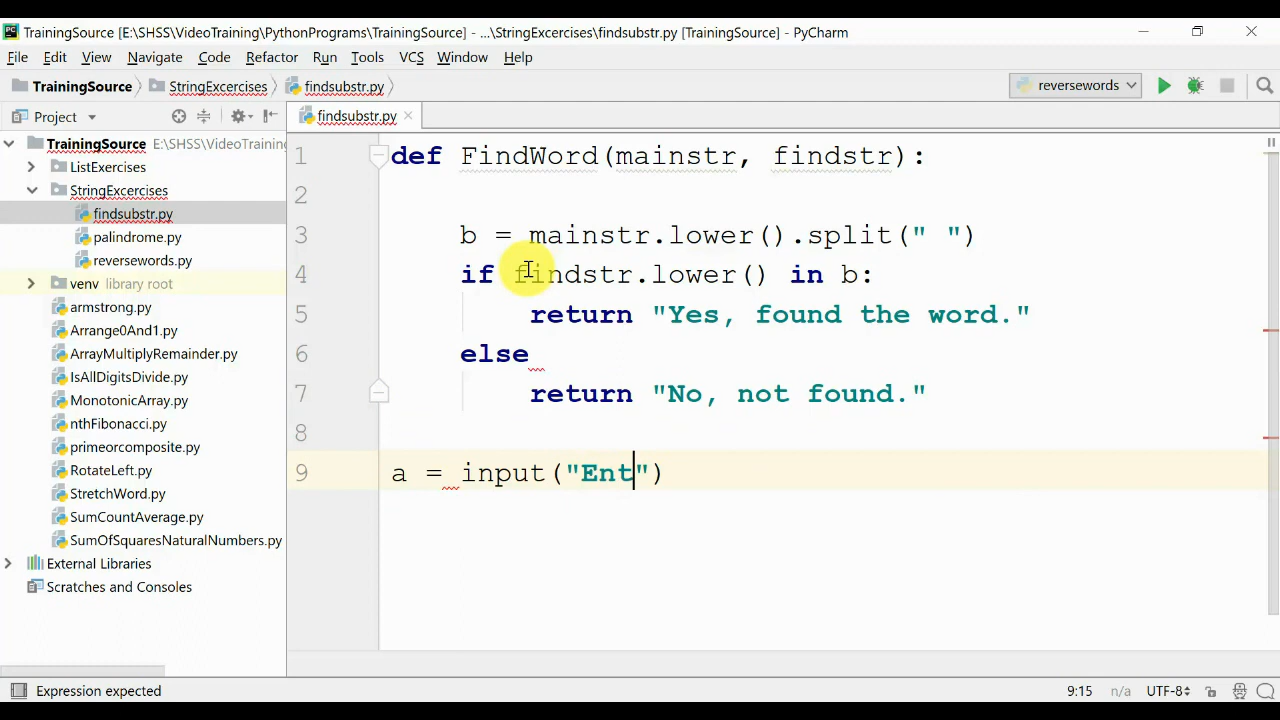 TrainingSource [E:\SHSS\VideoTraining\PythonPrograms\TrainingSource] - ...\StringExcercises\findsubstr.py [TrainingSource] - PyCharm
File Edit View Navigate Code Refactor Run Tools VCS Window Help
TrainingSource StringExcercises findsubstr.py reversewords
Project findsubstr.py
TrainingSource E:\SHSS\VideoTraining
ListExercises
StringExcercises
findsubstr.py
palindrome.py
reversewords.py
venv library root
armstrong.py
Arrange0And1.py
ArrayMultiplyRemainder.py
IsAllDigitsDivide.py
MonotonicArray.py
nthFibonacci.py
primeorcomposite.py
RotateLeft.py
StretchWord.py
SumCountAverage.py
SumOfSquaresNaturalNumbers.py
External Libraries
Scratches and Consoles
1 def FindWord(mainstr, findstr):
2
3 b = mainstr.lower().split(" ")
4 if findstr.lower() in b:
5 return "Yes, found the word."
6 else
7 return "No, not found."
8
9 a = input("Ent")
Expression expected 9:15 n/a UTF-8